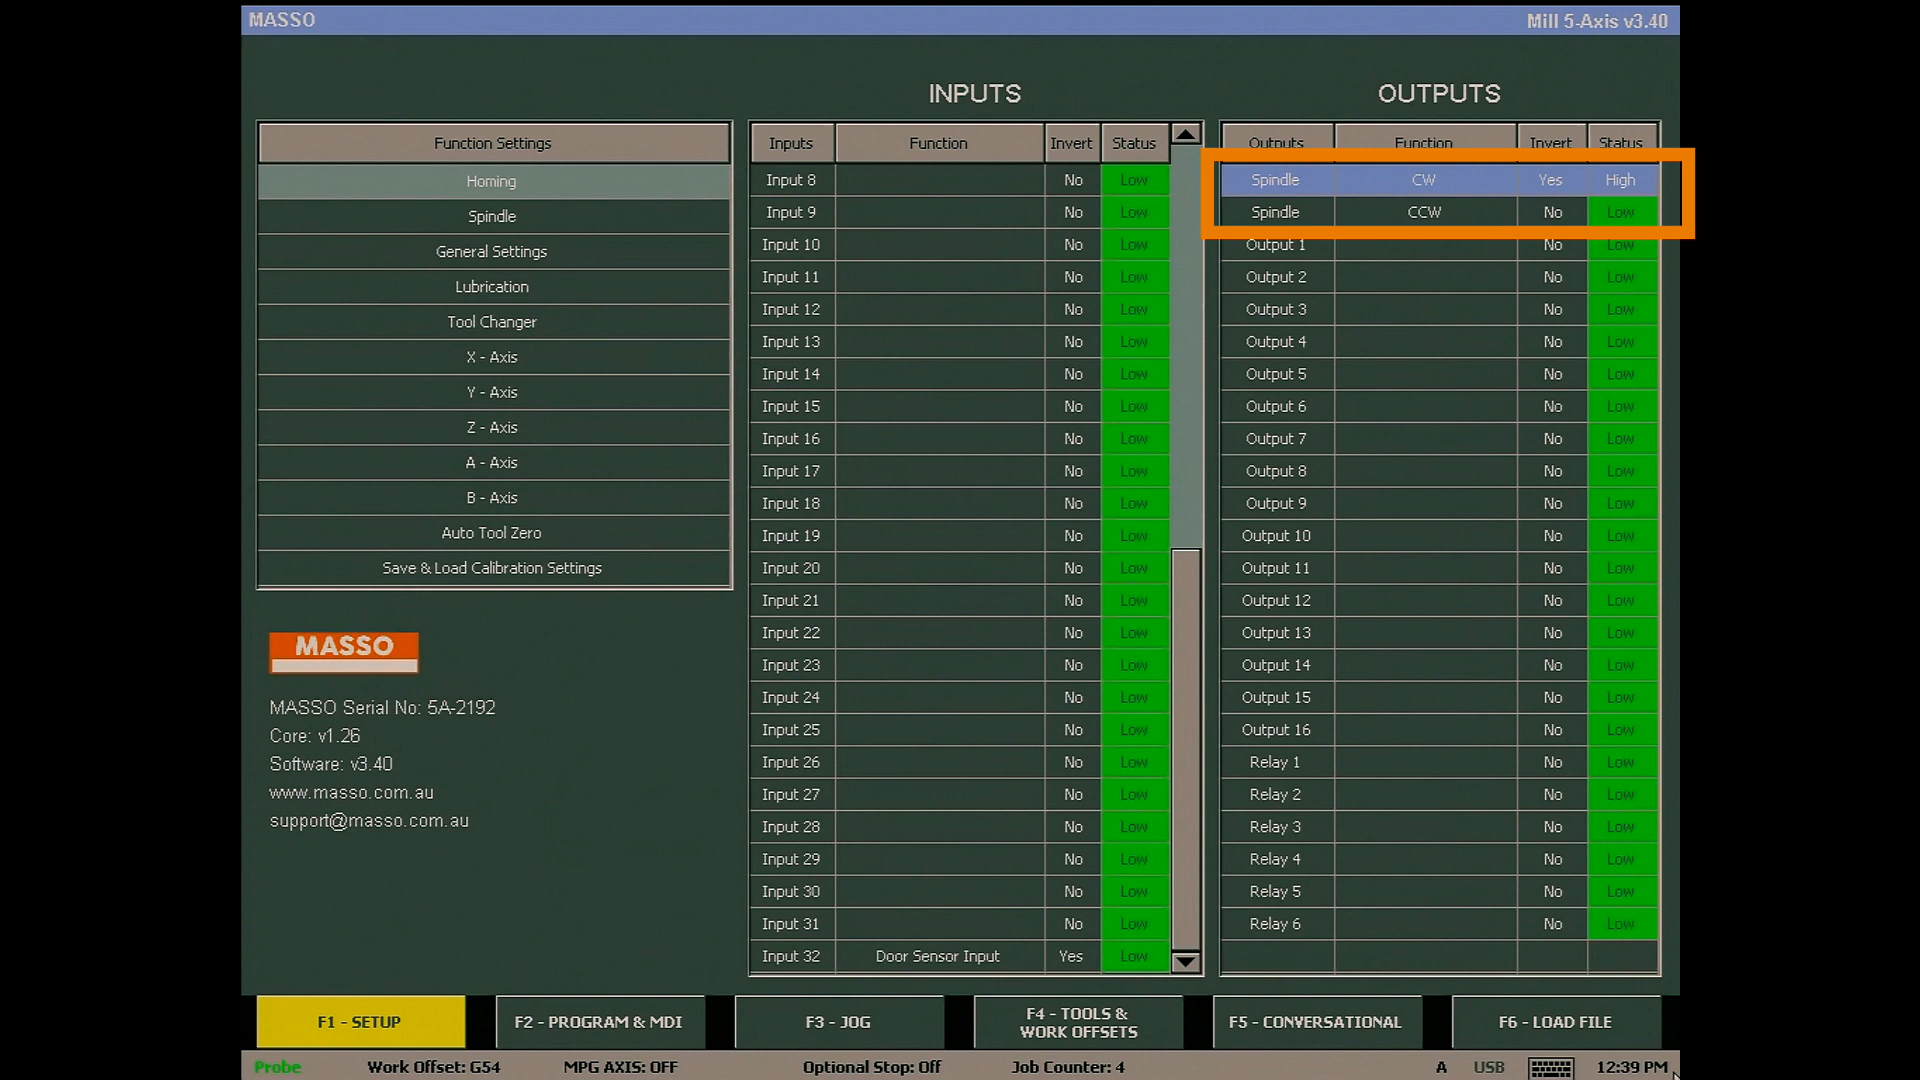 MASSO
Mill 5-Axis v3.40
INPUTS
OUTPUTS
Function Settings
Homing
Spindle
General Settings
Lubrication
Tool Changer
X - Axis
Y - Axis
Z - Axis
A - Axis
B - Axis
Auto Tool Zero
Save & Load Calibration Settings
MASSO
MASSO Serial No: 5A-2192
Core: v1.26
Software: v3.40
www.masso.com.au
support@masso.com.au
Inputs Function Invert Status
Input 8 No Low
Input 9 No Low
Input 10 No Low
Input 11 No Low
Input 12 No Low
Input 13 No Low
Input 14 No Low
Input 15 No Low
Input 16 No Low
Input 17 No Low
Input 18 No Low
Input 19 No Low
Input 20 No Low
Input 21 No Low
Input 22 No Low
Input 23 No Low
Input 24 No Low
Input 25 No Low
Input 26 No Low
Input 27 No Low
Input 28 No Low
Input 29 No Low
Input 30 No Low
Input 31 No Low
Input 32 Door Sensor Input Yes Low
Outputs Function Invert Status
Spindle CW Yes High
Spindle CCW No Low
Output 1 No Low
Output 2 No Low
Output 3 No Low
Output 4 No Low
Output 5 No Low
Output 6 No Low
Output 7 No Low
Output 8 No Low
Output 9 No Low
Output 10 No Low
Output 11 No Low
Output 12 No Low
Output 13 No Low
Output 14 No Low
Output 15 No Low
Output 16 No Low
Relay 1 No Low
Relay 2 No Low
Relay 3 No Low
Relay 4 No Low
Relay 5 No Low
Relay 6 No Low
F1 - SETUP
F2 - PROGRAM & MDI
F3 - JOG
F4 - TOOLS &
WORK OFFSETS
F5 - CONVERSATIONAL
F6 - LOAD FILE
Probe Work Offset: G54 MPG AXIS: OFF Optional Stop: Off Job Counter: 4 A USB 12:39 PM